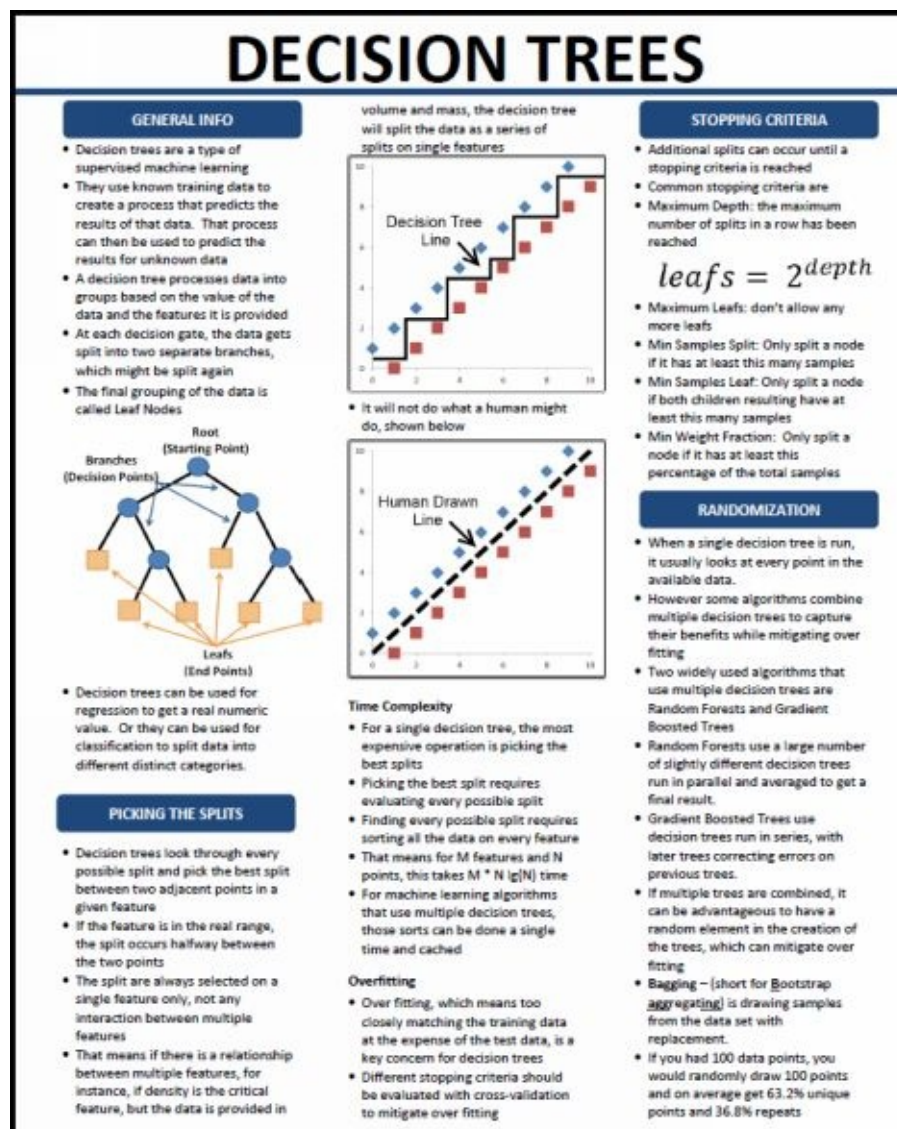 DECISION TREES
GENERAL INFO
• Decision trees are a type of
supervised machine learning
• They use known training data to
create a process that predicts the
results of that data. That process
can then be used to predict the
results for unknown data
• A decision tree processes data into
groups based on the value of the
data and the features it is provided
• At each decision gate, the data gets
split into two separate branches,
which might be split again
• The final grouping of the data is
called Leaf Nodes
Root
(Starting Point)
Branches
(Decision Points)
Leafs
(End Points)
• Decision trees can be used for
regression to get a real numeric
value. Or they can be used for
classification to split data into
different distinct categories.
PICKING THE SPLITS
• Decision trees look through every
possible split and pick the best split
between two adjacent points in a
given feature
• If the feature is in the real range,
the split occurs halfway between
the two points
• The split are always selected on a
single feature only, not any
interaction between multiple
features
• That means if there is a relationship
between multiple features, for
instance, if density is the critical
feature, but the data is provided in
volume and mass, the decision tree
will split the data as a series of
splits on single features
10
8
6
4
2
0
Decision Tree
Line
0 2 4 6 8 10
• It will not do what a human might
do, shown below
10
8
6
4
2
0
Human Drawn
Line
0 2 4 6 8 10
Time Complexity
• For a single decision tree, the most
expensive operation is picking the
best splits
• Picking the best split requires
evaluating every possible split
• Finding every possible split requires
sorting all the data on every feature
• That means for M features and N
points, this takes M * N lg(N) time
• For machine learning algorithms
that use multiple decision trees,
those sorts can be done a single
time and cached
Overfitting
• Over fitting, which means too
closely matching the training data
at the expense of the test data, is a
key concern for decision trees
• Different stopping criteria should
be evaluated with cross-validation
to mitigate over fitting
STOPPING CRITERIA
• Additional splits can occur until a
stopping criteria is reached
• Common stopping criteria are
• Maximum Depth: the maximum
number of splits in a row has been
reached
leafs = 2^depth
• Maximum Leafs: don't allow any
more leafs
• Min Samples Split: Only split a node
if it has at least this many samples
• Min Samples Leaf: Only split a node
if both children resulting have at
least this many samples
• Min Weight Fraction: Only split a
node if it has at least this
percentage of the total samples
RANDOMIZATION
• When a single decision tree is run,
it usually looks at every point in the
available data.
• However some algorithms combine
multiple decision trees to capture
their benefits while mitigating over
fitting
• Two widely used algorithms that
use multiple decision trees are
Random Forests and Gradient
Boosted Trees
• Random Forests use a large number
of slightly different decision trees
run in parallel and averaged to get a
final result.
• Gradient Boosted Trees use
decision trees run in series, with
later trees correcting errors on
previous trees.
• If multiple trees are combined, it
can be advantageous to have a
random element in the creation of
the trees, which can mitigate over
fitting
• Bagging – (short for Bootstrap
aggregating) is drawing samples
from the data set with
replacement.
• If you had 100 data points, you
would randomly draw 100 points
and on average get 63.2% unique
points and 36.8% repeats